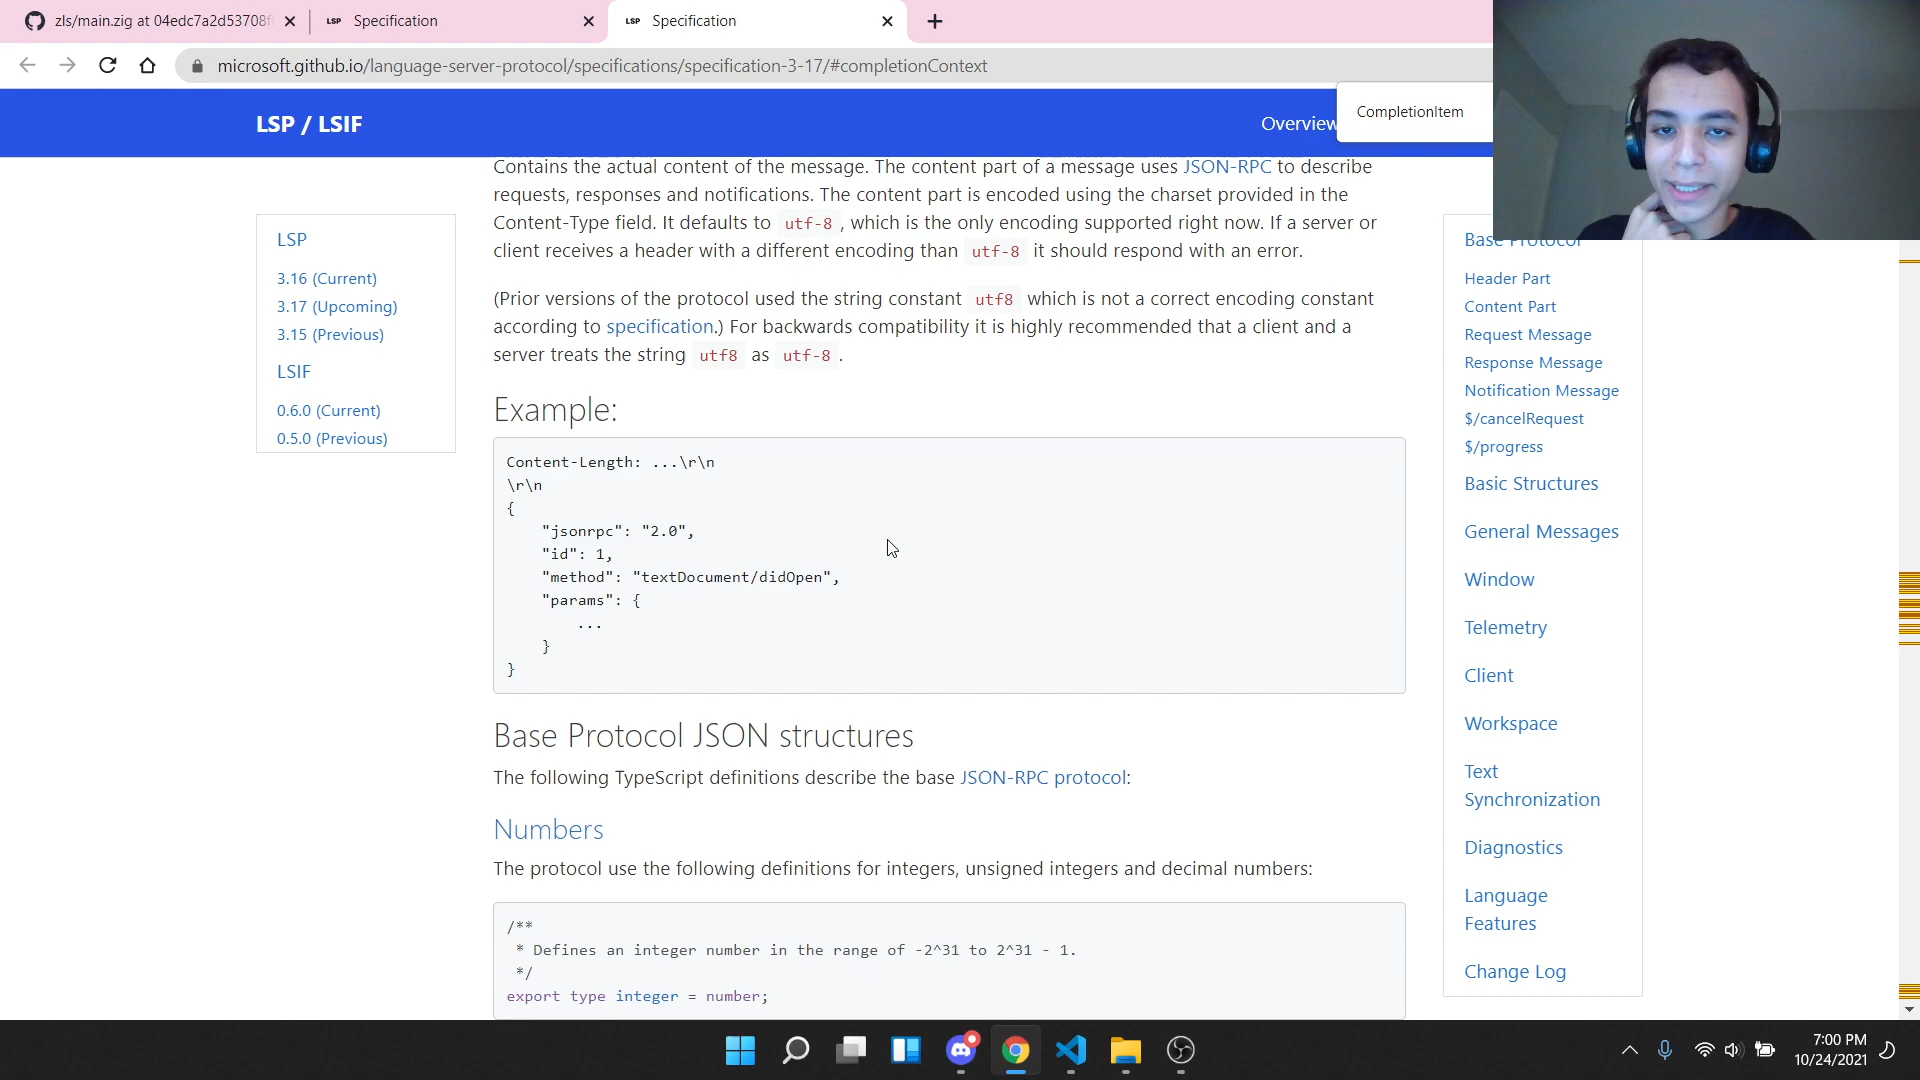 zls/main.zig at 04edc7a2d53708f
LSP Specification
LSP Specification
microsoft.github.io/language-server-protocol/specifications/specification-3-17/#completionContext
CompletionItem
LSP / LSIF
Overview
Contains the actual content of the message. The content part of a message uses JSON-RPC to describe
requests, responses and notifications. The content part is encoded using the charset provided in the
Content-Type field. It defaults to utf-8 , which is the only encoding supported right now. If a server or
client receives a header with a different encoding than utf-8 it should respond with an error.
(Prior versions of the protocol used the string constant utf8 which is not a correct encoding constant
according to specification.) For backwards compatibility it is highly recommended that a client and a
server treats the string utf8 as utf-8 .
Example:
Content-Length: ...\r\n
\r\n
{
"jsonrpc": "2.0",
"id": 1,
"method": "textDocument/didOpen",
"params": {
...
}
}
Base Protocol JSON structures
The following TypeScript definitions describe the base JSON-RPC protocol:
Numbers
The protocol use the following definitions for integers, unsigned integers and decimal numbers:
/**
* Defines an integer number in the range of -2^31 to 2^31 - 1.
*/
export type integer = number;
LSP
3.16 (Current)
3.17 (Upcoming)
3.15 (Previous)
LSIF
0.6.0 (Current)
0.5.0 (Previous)
Base Protocol
Header Part
Content Part
Request Message
Response Message
Notification Message
$/cancelRequest
$/progress
Basic Structures
General Messages
Window
Telemetry
Client
Workspace
Text
Synchronization
Diagnostics
Language
Features
Change Log
7:00 PM
10/24/2021